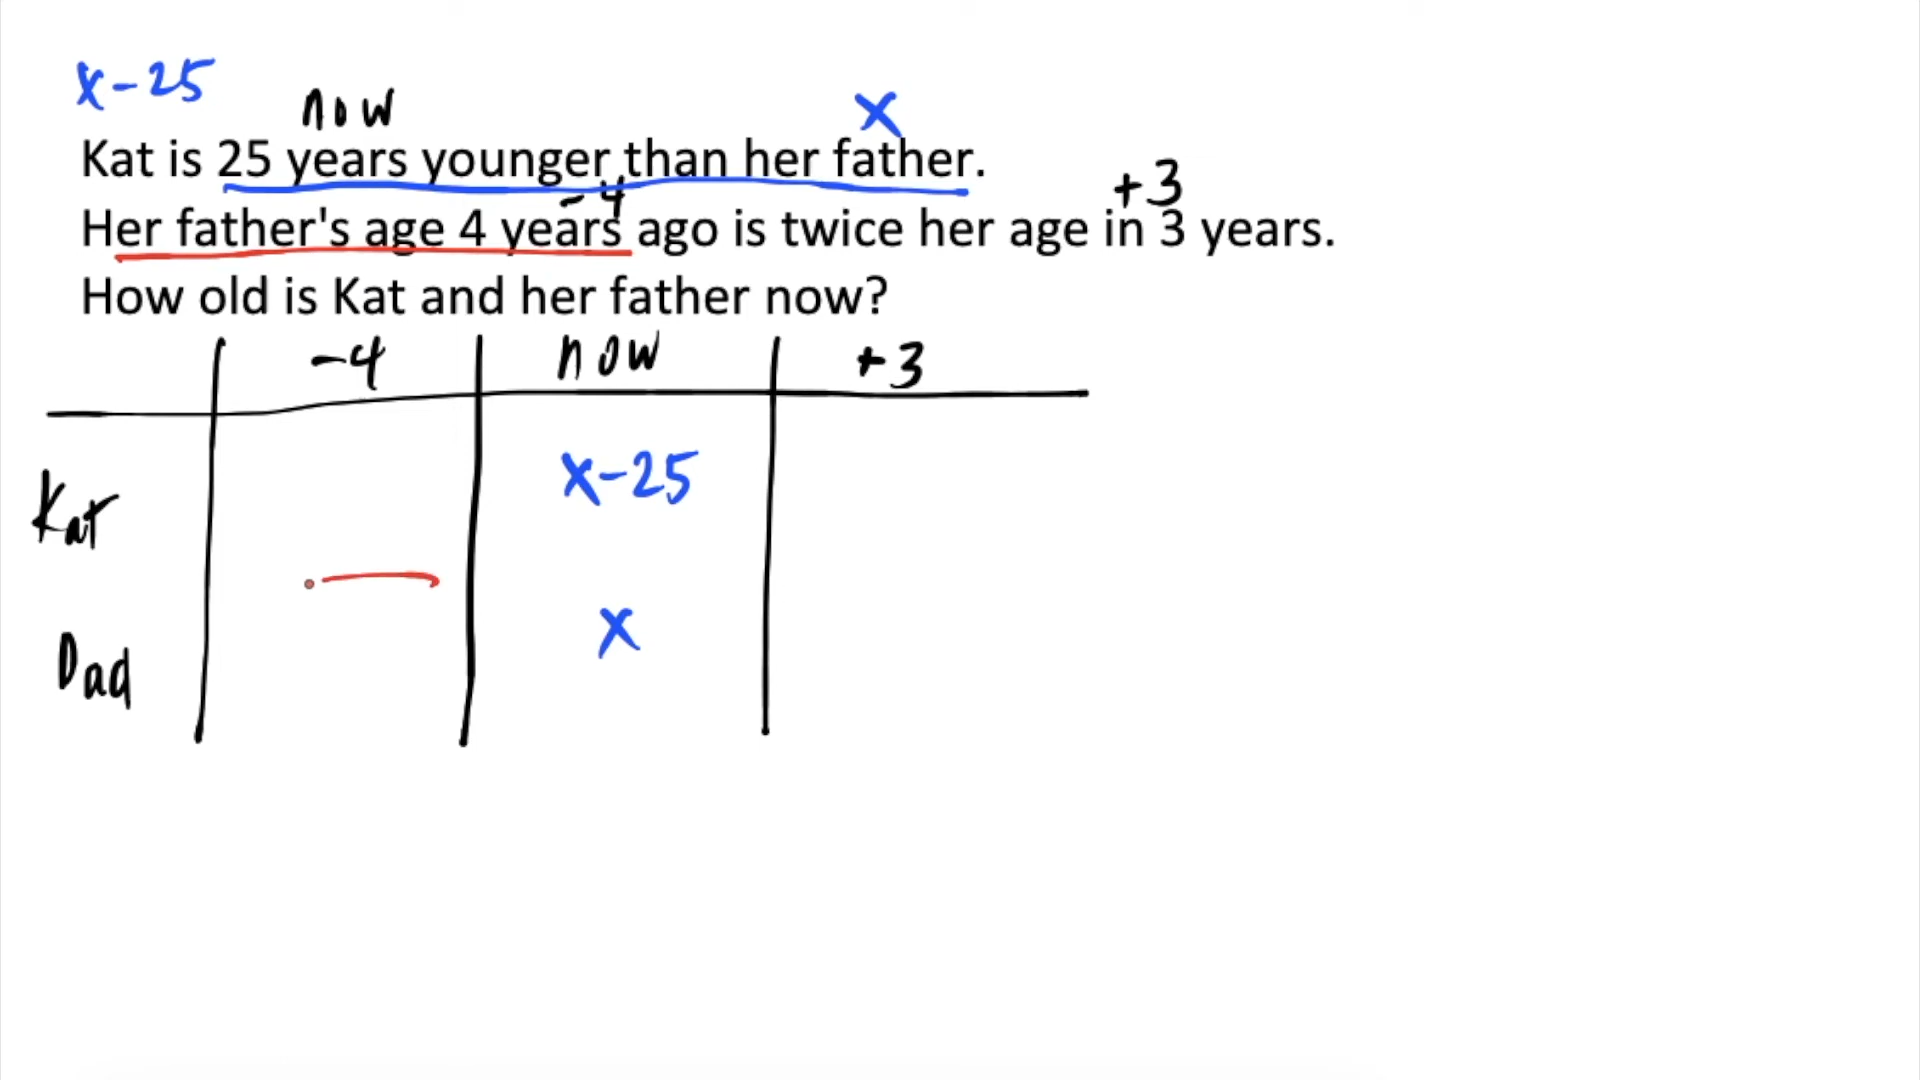 x-25
now
x
Kat is 25 years younger than her father.
-4
+3
Her father's age 4 years ago is twice her age in 3 years.
How old is Kat and her father now?
-4 now +3
Kat x-25
Dad x